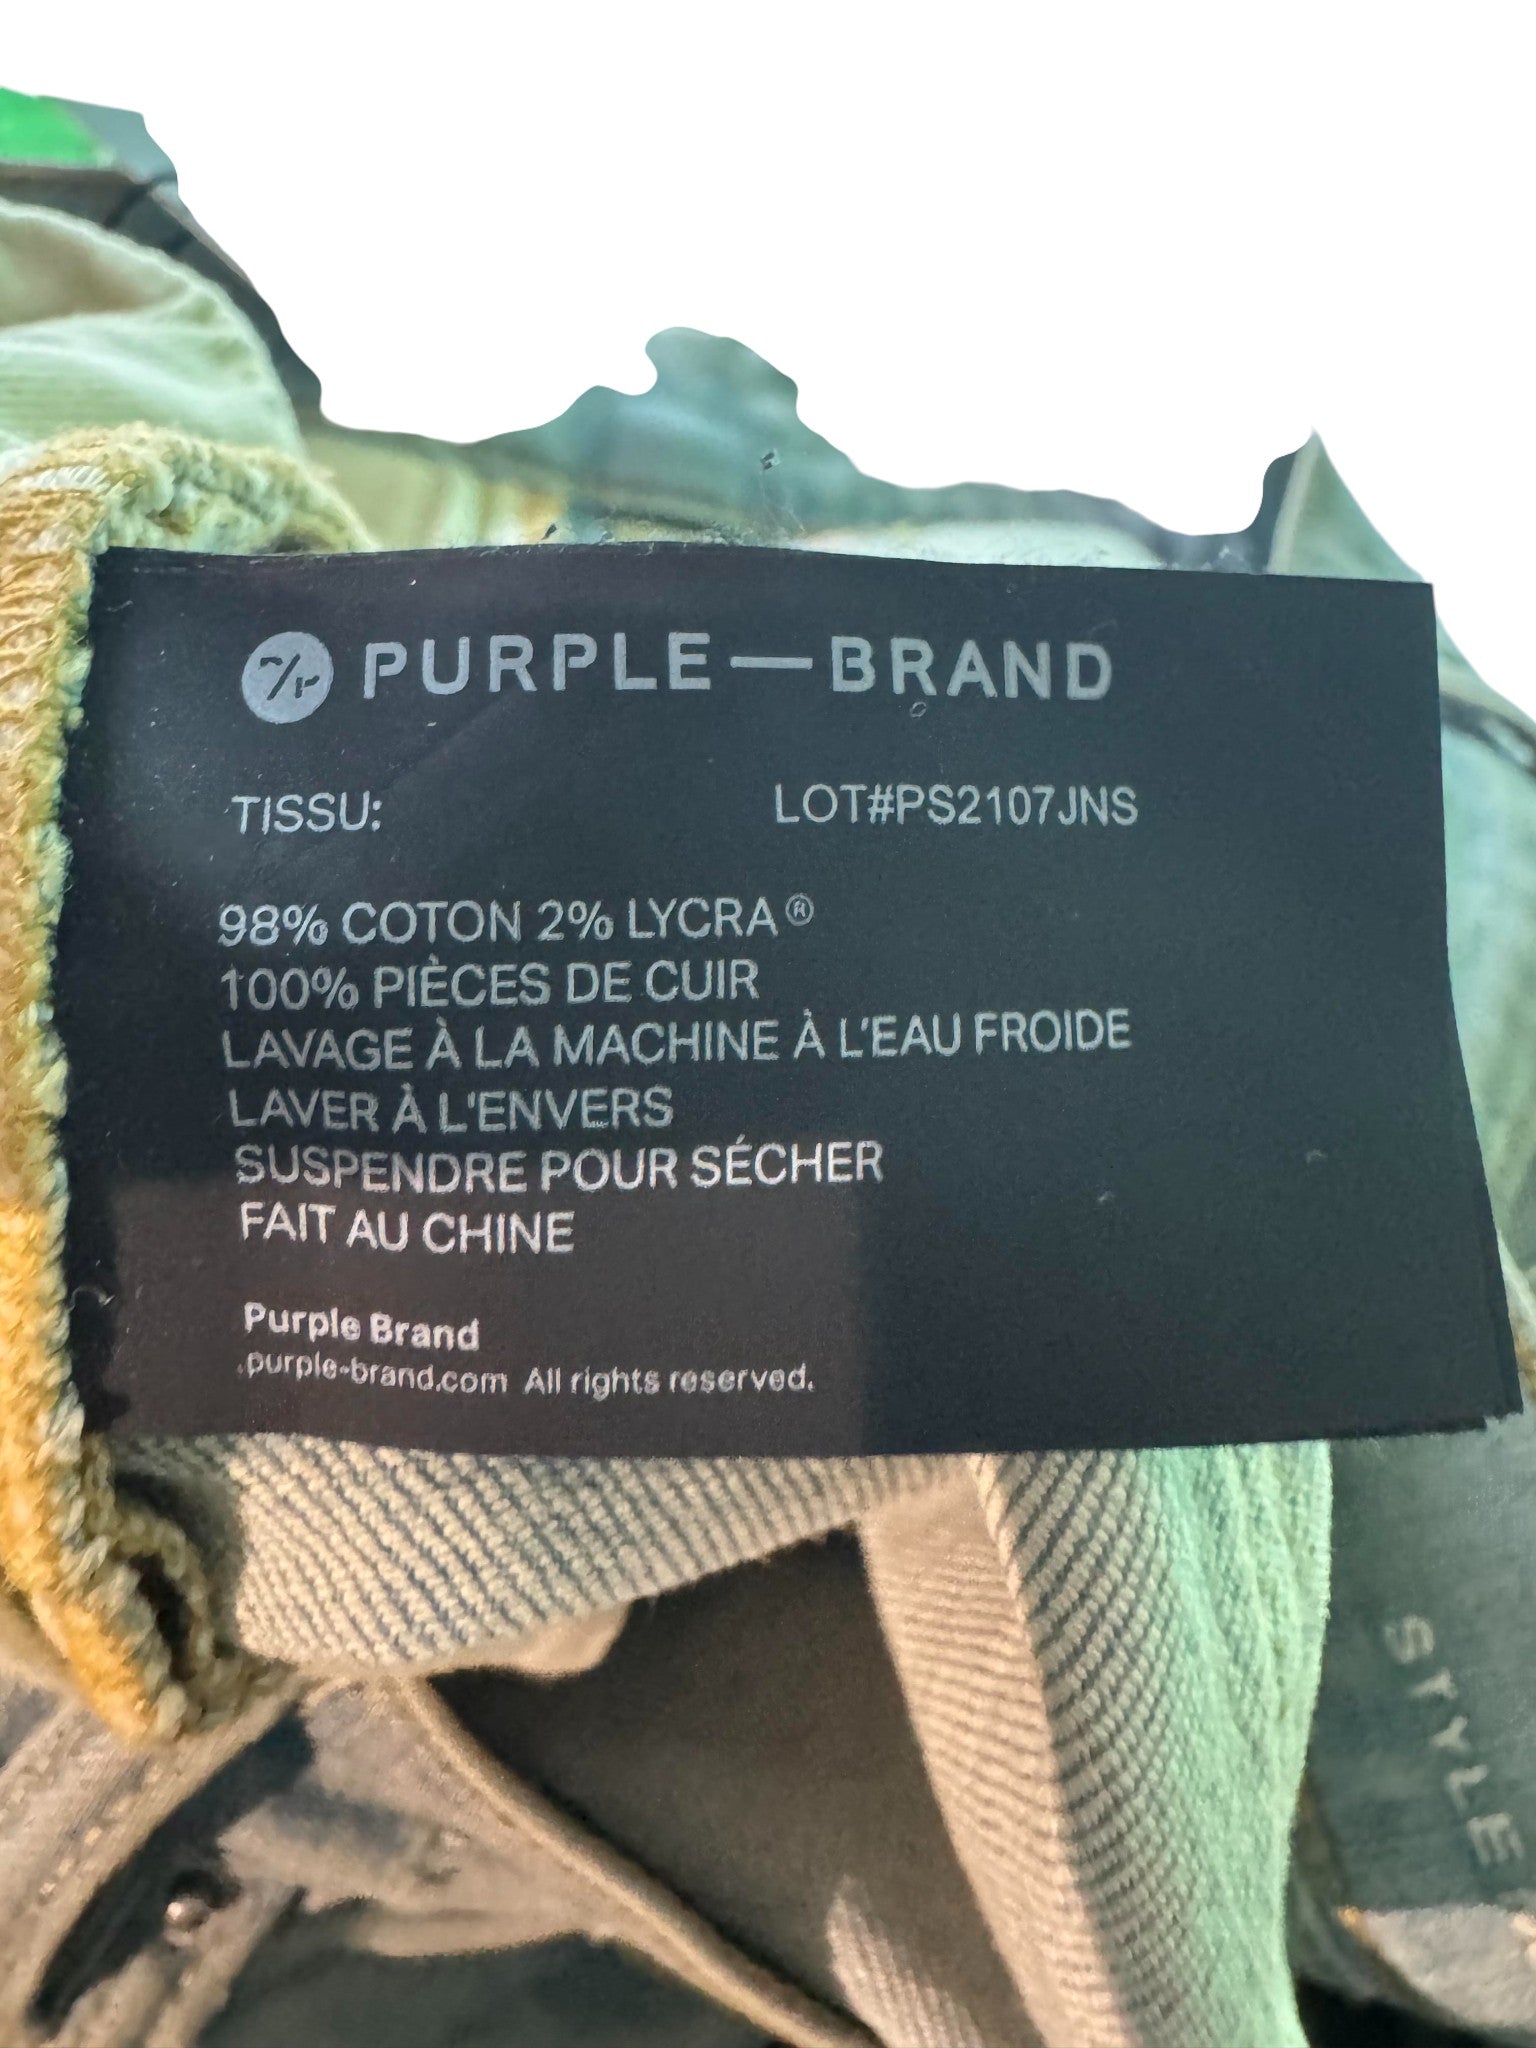 PURPLE—BRAND
TISSU: LOT#PS2107JNS
98% COTON 2% LYCRA®
100% PIÈCES DE CUIR
LAVAGE À LA MACHINE À L'EAU FROIDE
LAVER À L'ENVERS
SUSPENDRE POUR SÉCHER
FAIT AU CHINE
Purple Brand
purple-brand.com All rights reserved.
STYLE